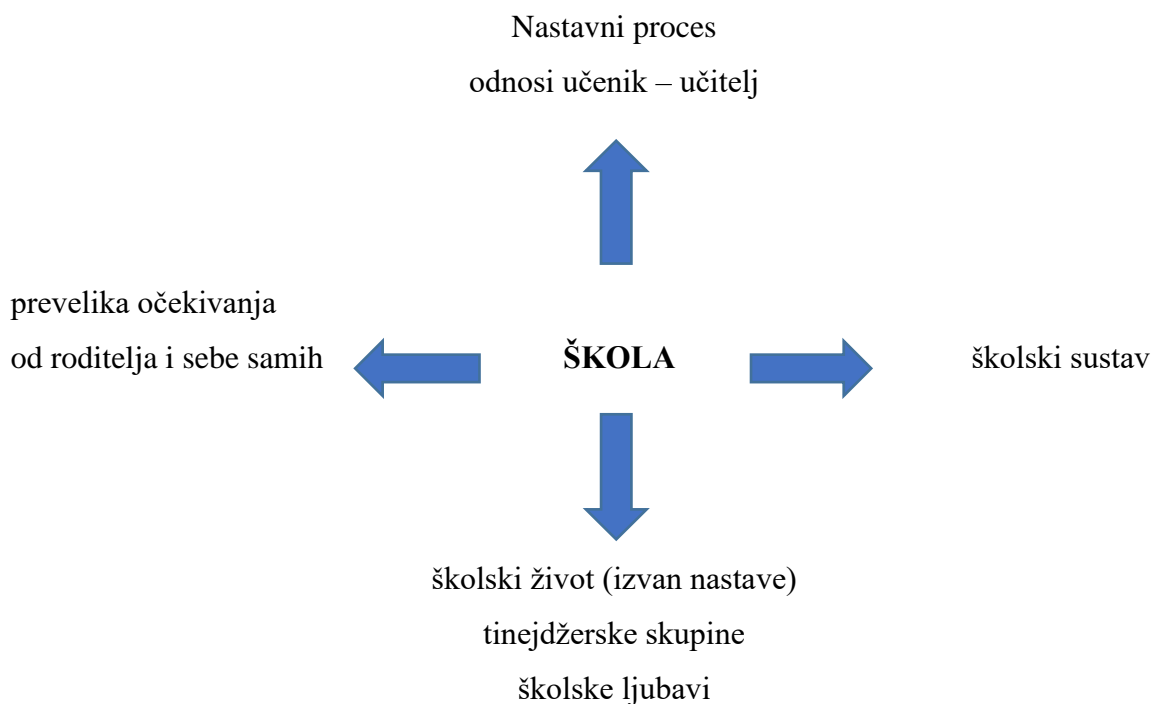 Nastavni proces
odnosi učenik – učitelj
prevelika očekivanja
od roditelja i sebe samih
ŠKOLA
školski sustav
školski život (izvan nastave)
tinejdžerske skupine
školske ljubavi